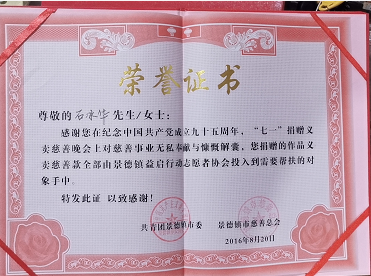 荣誉证书
尊敬的石永华先生/女士：
感谢您在纪念中国共产党成立九十五周年，“七一”捐赠义
卖慈善晚会上对慈善事业无私奉献与慷慨解囊，您捐赠的作品义
卖善款全部由景德镇益启行动志愿者协会投入到需要帮扶的对
象手中。
特发此证 以致感谢！
共青团景德镇市委 景德镇市慈善总会
2016年8月20日